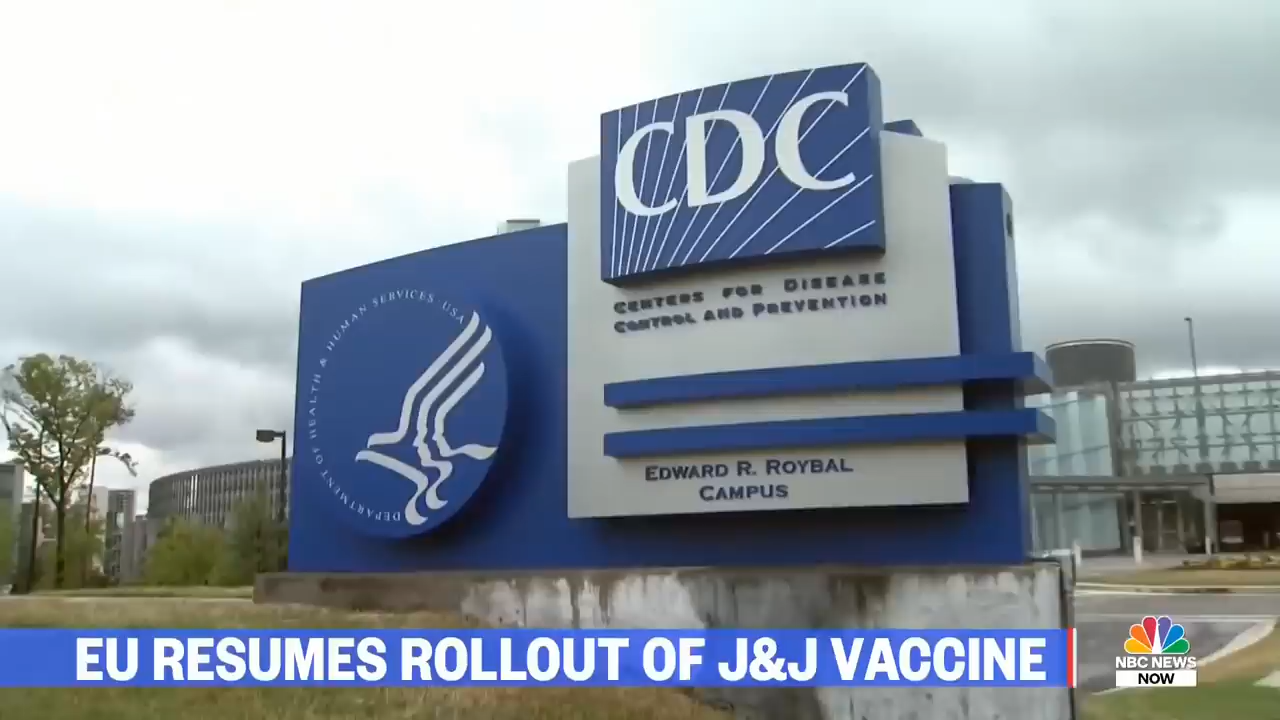 CDC
CENTERS FOR DISEASE
CONTROL AND PREVENTION
DEPARTMENT OF HEALTH & HUMAN SERVICES·USA
EDWARD R. ROYBAL
CAMPUS
EU RESUMES ROLLOUT OF J&J VACCINE
NBC NEWS
NOW